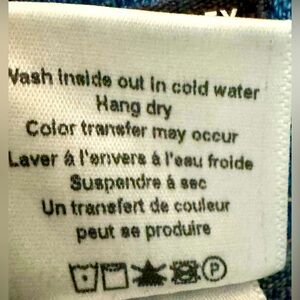 Wash inside out in cold water
Hang dry
Color transfer may occur
Laver à l'envers à l'eau froide
Suspendre à sec
Un transfert de couleur
peut se produire
P